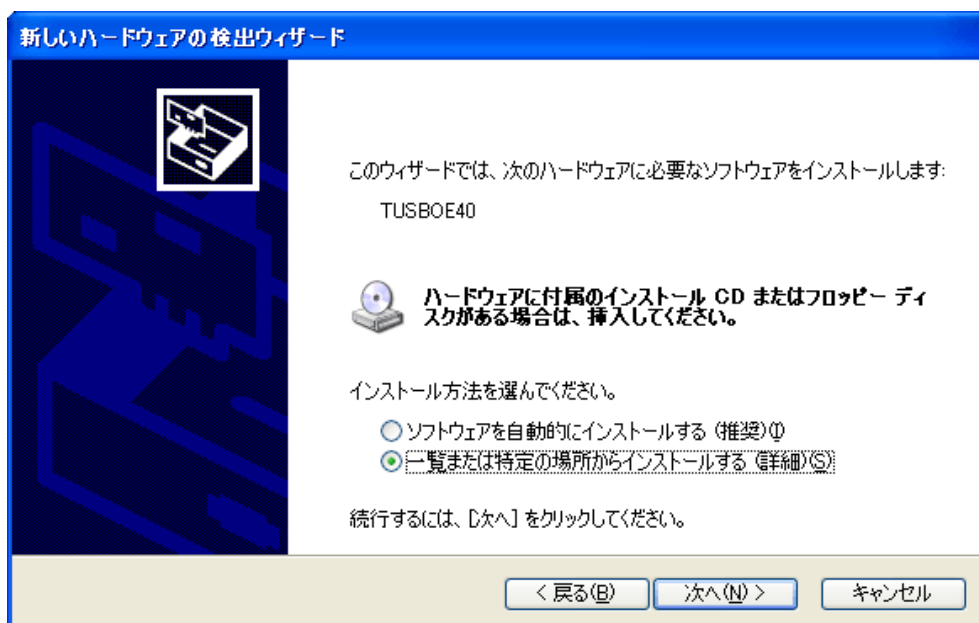 新しいハードウェアの検出ウィザード
このウィザードでは、次のハードウェアに必要なソフトウェアをインストールします:
TUSBOE40
ハードウェアに付属のインストール CD またはフロッピー ディ
スクがある場合は、挿入してください。
インストール方法を選んでください。
ソフトウェアを自動的にインストールする (推奨)(I)
一覧または特定の場所からインストールする (詳細)(S)
続行するには、[次へ] をクリックしてください。
< 戻る(B)
次へ(N) >
キャンセル